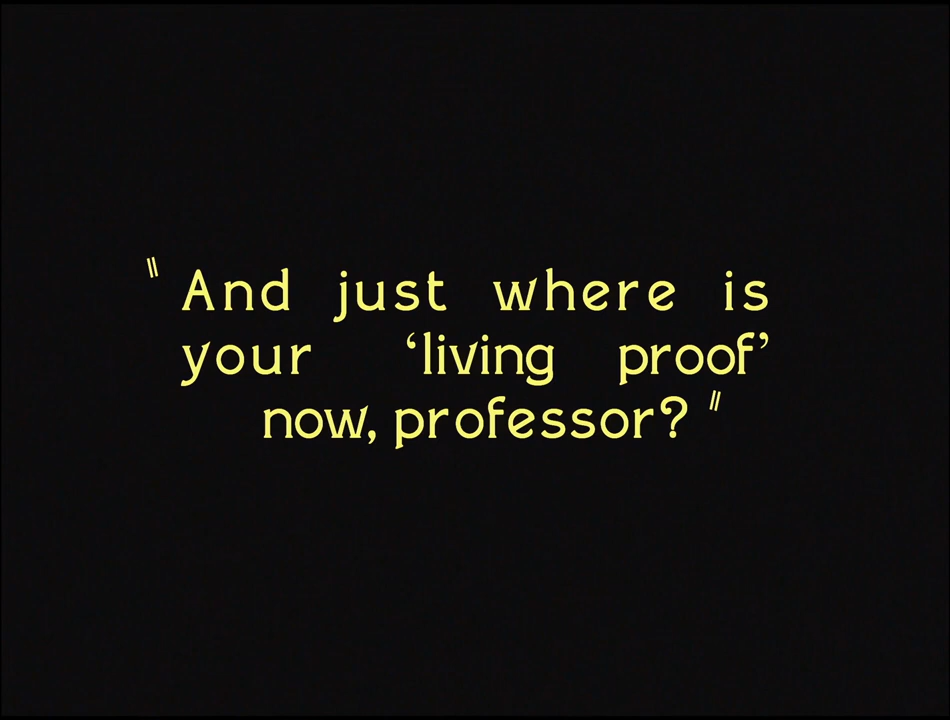 "And just where is
your ‘living proof’
now, professor?"